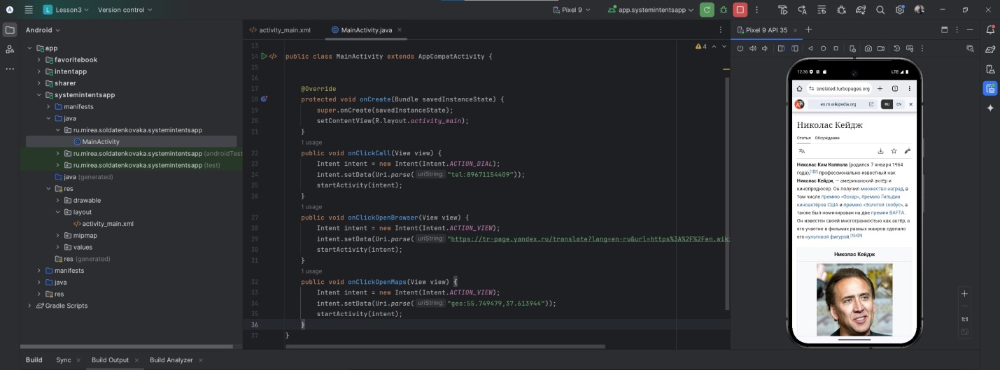 Lesson3
Version control
Pixel 9
app.systemintentsapp
Android
app
favoritebook
intentapp
sharer
systemintentsapp
manifests
java
ru.mirea.soldatenkovaka.systemintentsapp
MainActivity
ru.mirea.soldatenkovaka.systemintentsapp (androidTest
ru.mirea.soldatenkovaka.systemintentsapp (test)
java (generated)
res
drawable
layout
activity_main.xml
mipmap
values
res (generated)
manifests
java
res
Gradle Scripts
activity_main.xml
MainActivity.java
4
13
14 public class MainActivity extends AppCompatActivity {
15
16
17 @Override
18 protected void onCreate(Bundle savedInstanceState) {
19 super.onCreate(savedInstanceState);
20 setContentView(R.layout.activity_main);
21 }
1 usage
22 public void onClickCall(View view) {
23 Intent intent = new Intent(Intent.ACTION_DIAL);
24 intent.setData(Uri.parse( uriString: "tel:89671154409"));
25 startActivity(intent);
26 }
1 usage
27 public void onClickOpenBrowser(View view) {
28 Intent intent = new Intent(Intent.ACTION_VIEW);
29 intent.setData(Uri.parse( uriString: "https://tr-page.yandex.ru/translate?lang=en-ru&url=https%3A%2F%2Fen.wik
30 startActivity(intent);
31 }
1 usage
32 public void onClickOpenMaps(View view) {
33 Intent intent = new Intent(Intent.ACTION_VIEW);
34 intent.setData(Uri.parse( uriString: "geo:55.749479,37.613944"));
35 startActivity(intent);
36 }
37 }
Pixel 9 API 35
12:36
LTE
anslated.turbopages.org
1
en.m.wikipedia.org
RU EN
Николас Кейдж
Статья Обсуждение
Николас Ким Коппола (родился 7 января 1964
года),[1][2] профессионально известный как
Николас Кейдж, — американский актёр и
кинопродюсер. Он получил множество наград, в
том числе премию «Оскар», премию Гильдии
киноактёров США и премию «Золотой глобус», а
также был номинирован на две премии BAFTA.
Он известен своей многогранностью как актёр, а
его участие в фильмах разных жанров сделало
его культовой фигурой.[3][4][5]
Николас Кейдж
1:1
Build
Sync
Build Output
Build Analyzer